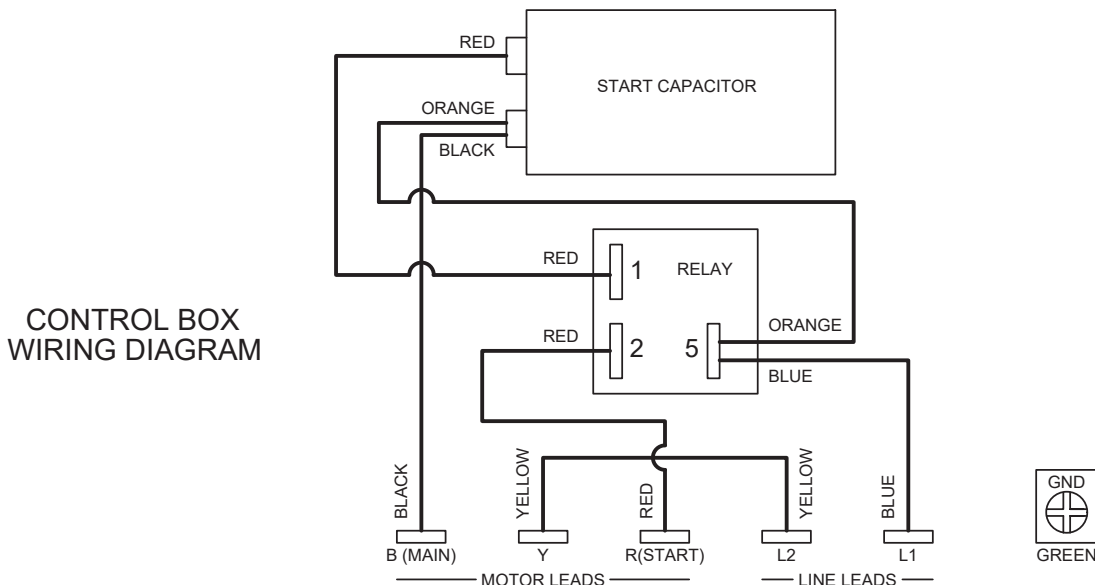 RED
START CAPACITOR
ORANGE
BLACK
RED
1
RELAY
CONTROL BOX
WIRING DIAGRAM
RED
2
5
ORANGE
BLUE
BLACK
YELLOW
RED
YELLOW
BLUE
GND
B (MAIN)
Y
R(START)
L2
L1
GREEN
MOTOR LEADS
LINE LEADS